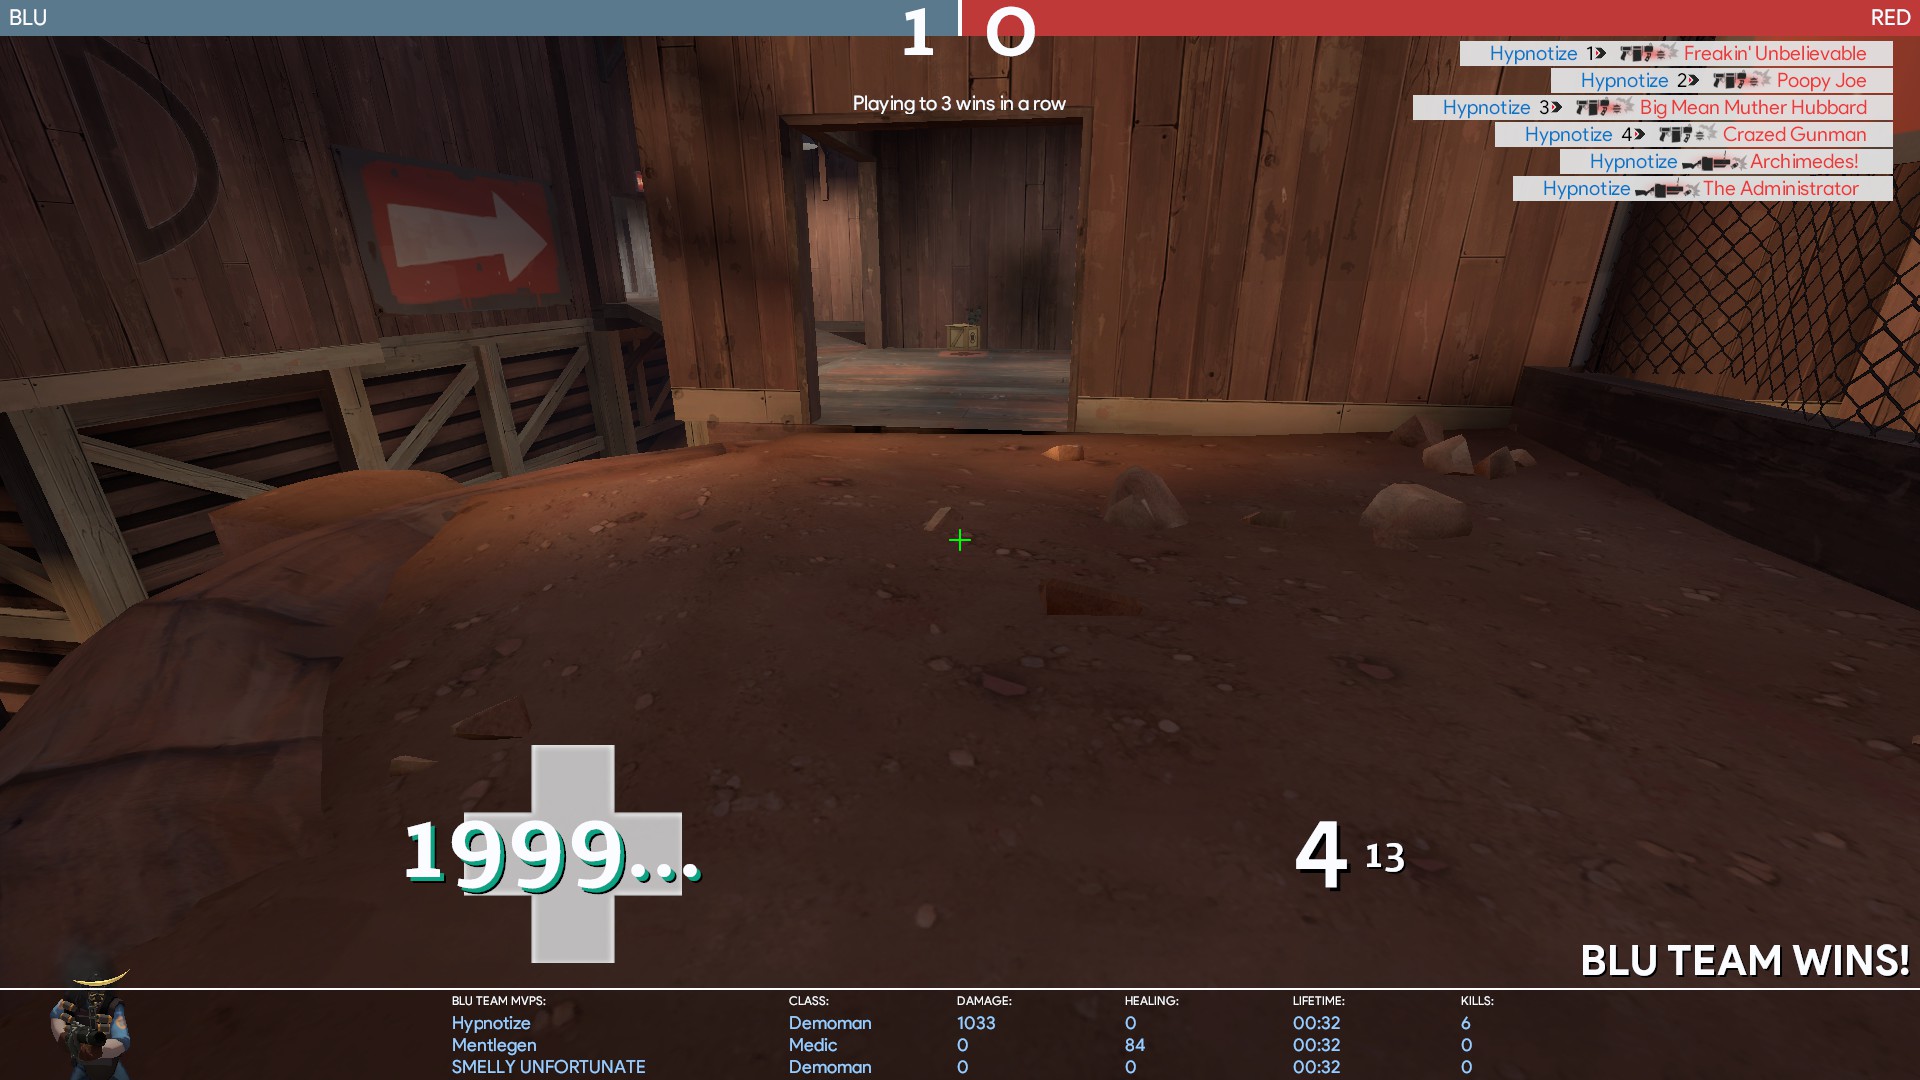 BLU
1 0
RED
Playing to 3 wins in a row
Hypnotize 1 Freakin' Unbelievable
Hypnotize 2 Poopy Joe
Hypnotize 3 Big Mean Muther Hubbard
Hypnotize 4 Crazed Gunman
Hypnotize Archimedes!
Hypnotize The Administrator
D
1999...
4 13
BLU TEAM WINS!
BLU TEAM MVPS: CLASS: DAMAGE: HEALING: LIFETIME: KILLS:
Hypnotize Demoman 1033 0 00:32 6
Mentlegen Medic 0 84 00:32 0
SMELLY UNFORTUNATE Demoman 0 0 00:32 0